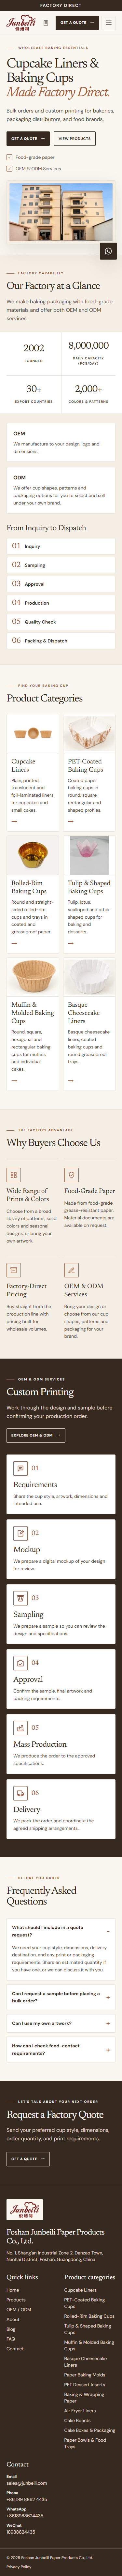 FACTORY DIRECT
Junbeili
GET A QUOTE →
WHOLESALE BAKING ESSENTIALS
Cupcake Liners &
Baking Cups
Made Factory Direct.
Bulk orders and custom printing for bakeries,
food shops, and packaging distributors.
GET A QUOTE →
VIEW PRODUCTS
Food-grade paper
OEM & ODM Services
FACTORY CAPABILITY
Our Factory at a Glance
We make baking packaging with food-grade
materials for wholesale orders and OEM/ODM
services.
2002
FOUNDED
8,000,000
DAILY CAPACITY
(PCS/DAY)
30+
EXPORT COUNTRIES
2,000+
COLORS & PATTERNS
OEM
We manufacture products to your logo, design and
dimensions.
ODM
We offer cup shapes, patterns and
packaging options for you to select and sell
under your own brand.
From Inquiry to Dispatch
01 Inquiry
02 Sampling
03 Approval
04 Production
05 Quality Check
06 Packing & Dispatch
FIND YOUR BAKING CUP
Product Categories
Cupcake
Liners
Plain, printed,
translucent and
foil-laminated liners
for cupcakes and
small cakes.
→
PET-Coated
Baking Cups
Coated paper
baking cups in
round, square,
rectangular and
shaped profiles.
→
Rolled-Rim
Baking Cups
Round and straight-
sided rolled-rim
cups and trays in
coated and
greaseproof paper.
→
Tulip & Shaped
Baking Cups
Tulip, lotus,
scalloped and other
shaped cups for
baking and
desserts.
→
Muffin &
Molded Baking
Cups
Round, square,
hexagonal and
rectangular baking
cups for muffins
and individual
cakes.
→
Basque
Cheesecake
Liners
Basque cheesecake
liners, coated
baking cups and
round greaseproof
trays.
→
THE FACTORY ADVANTAGE
Why Buyers Choose Us
Wide Range of
Prints & Colors
Choose from a broad
library of patterns, solid
colors and seasonal
designs, or bring your
own artwork.
Food-Grade Paper
Made from food-grade,
grease-resistant paper.
Material documents are
available on request.
Factory-Direct
Pricing
Buy straight from the
production line with
pricing built for
wholesale volumes.
OEM & ODM
Services
Bring your design or
choose from our cup
shapes, patterns and
packaging for your
brand.
OEM & ODM SERVICES
Custom Printing
Work through the design and sample before
confirming your production order.
EXPLORE OEM & ODM →
01
Requirements
Share the cup style, artwork, dimensions and
intended use.
02
Mockup
We prepare a digital mockup of your design
for review.
03
Sampling
We prepare a sample so you can review the
design and specifications.
04
Approval
Confirm the sample, final artwork and
packing requirements.
05
Mass Production
We produce the order to the approved
specifications.
06
Delivery
We pack the order and coordinate the
agreed shipping arrangements.
BEFORE YOU ORDER
Frequently Asked
Questions
What should I include in a quote
request? −
We need your cup style, dimensions, delivery
destination, and any print or packaging
requirements. Share an estimated quantity if
you have one, or we can review it with you.
Can I request a sample before placing a
bulk order? +
Can I use my own artwork? +
How can I check food-contact
requirements? +
LET'S TALK ABOUT YOUR NEXT ORDER
Request a Factory Quote
Send your preferred cup style, dimensions,
order quantity, and print requirements.
GET A QUOTE →
Junbeili
Foshan Junbeili Paper Products
Co., Ltd.
No. 1, Shang'an Industrial Zone 2, Danzao Town,
Nanhai District, Foshan, Guangdong, China
Quick links
Home
Products
OEM / ODM
About
Blog
FAQ
Contact
Product categories
Cupcake Liners
PET-Coated Baking
Cups
Rolled-Rim Baking Cups
Tulip & Shaped Baking
Cups
Muffin & Molded Baking
Cups
Basque Cheesecake
Liners
Paper Baking Molds
PET Dessert Inserts
Baking & Wrapping
Paper
Air Fryer Liners
Cake Boards
Cake Boxes & Packaging
Paper Bowls & Food
Trays
Contact
Email
sales@junbeili.com
Phone
WhatsApp
WeChat
© 2026 Foshan Junbeili Paper Products Co., Ltd.
Privacy Policy